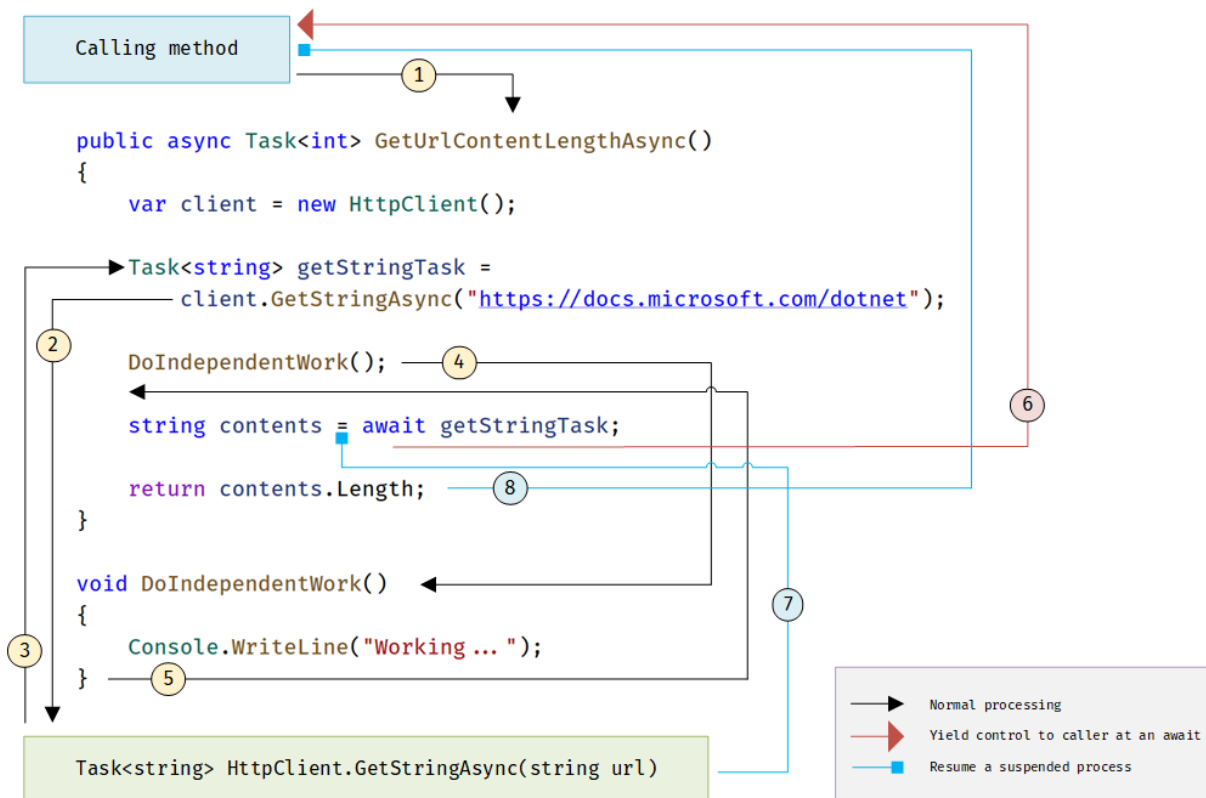 Calling method
1
public async Task<int> GetUrlContentLengthAsync()
{
var client = new HttpClient();
Task<string> getStringTask =
client.GetStringAsync("https://docs.microsoft.com/dotnet");
2
DoIndependentWork();
4
6
string contents = await getStringTask;
return contents.Length;
8
}
void DoIndependentWork()
{
7
Console.WriteLine("Working...");
3
}
5
Normal processing
Yield control to caller at an await
Resume a suspended process
Task<string> HttpClient.GetStringAsync(string url)